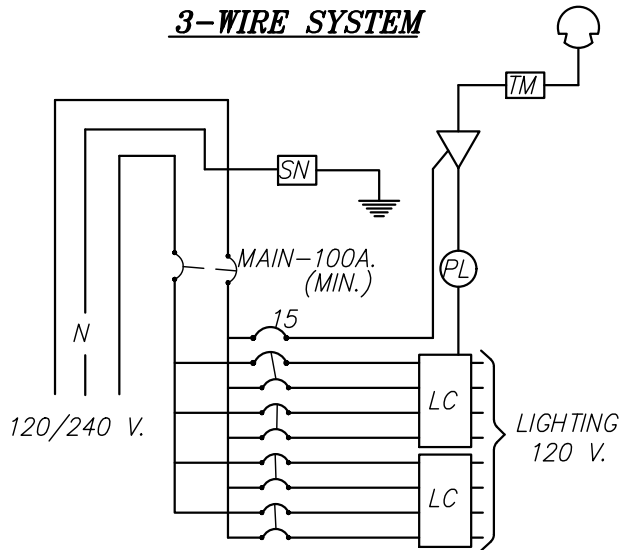 3-WIRE SYSTEM
TM
SN
MAIN-100A.
(MIN.)
PL
15
N
120/240 V.
LC
LIGHTING
120 V.
LC